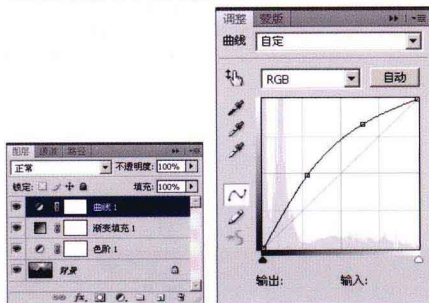 图层 通道 路径
正常 不透明度: 100%
锁定: 填充: 100%
曲线 1
渐变填充 1
色阶 1
背景
fx.
调整 蒙版
曲线 自定
RGB 自动
输出: 输入: